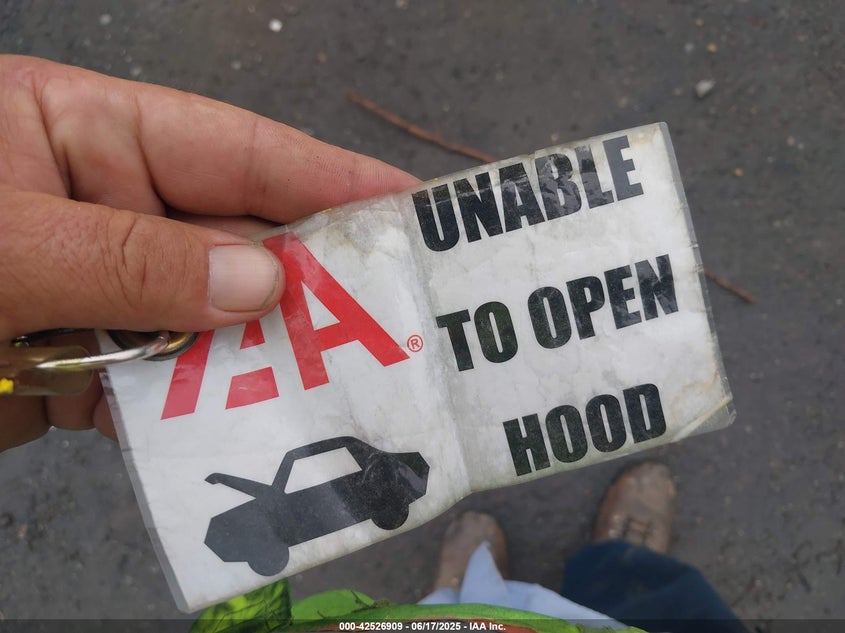 IAA®
UNABLE
TO OPEN
HOOD
000-42526909 - 06/17/2025 - IAA Inc.